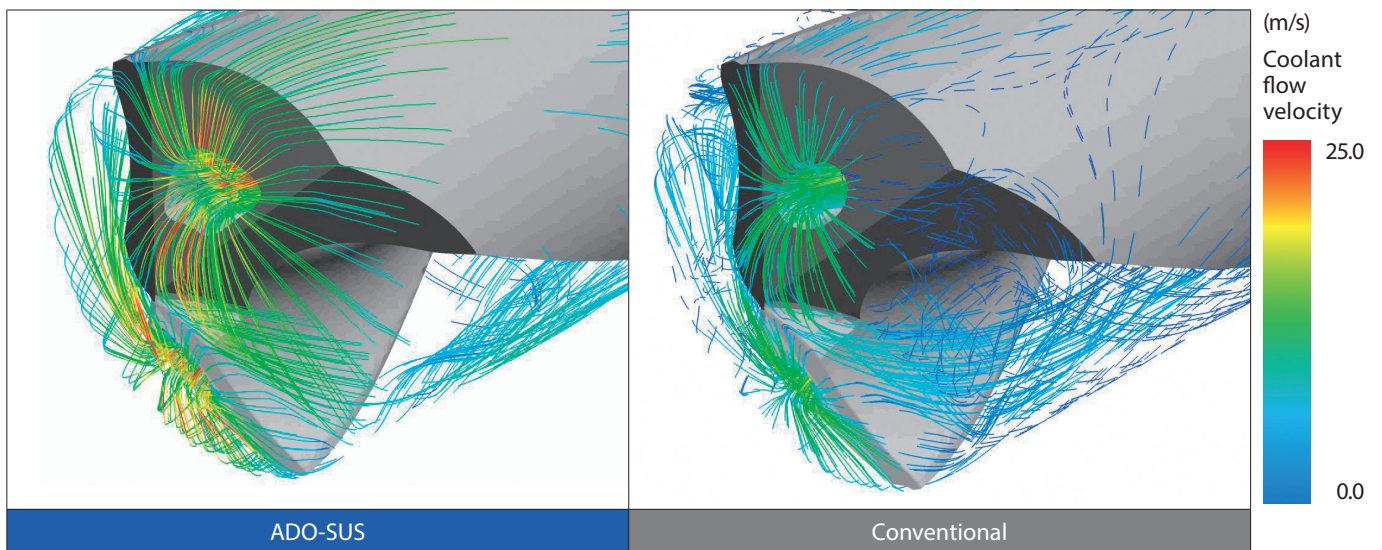 (m/s)
Coolant
flow
velocity
25.0
0.0
ADO-SUS
Conventional